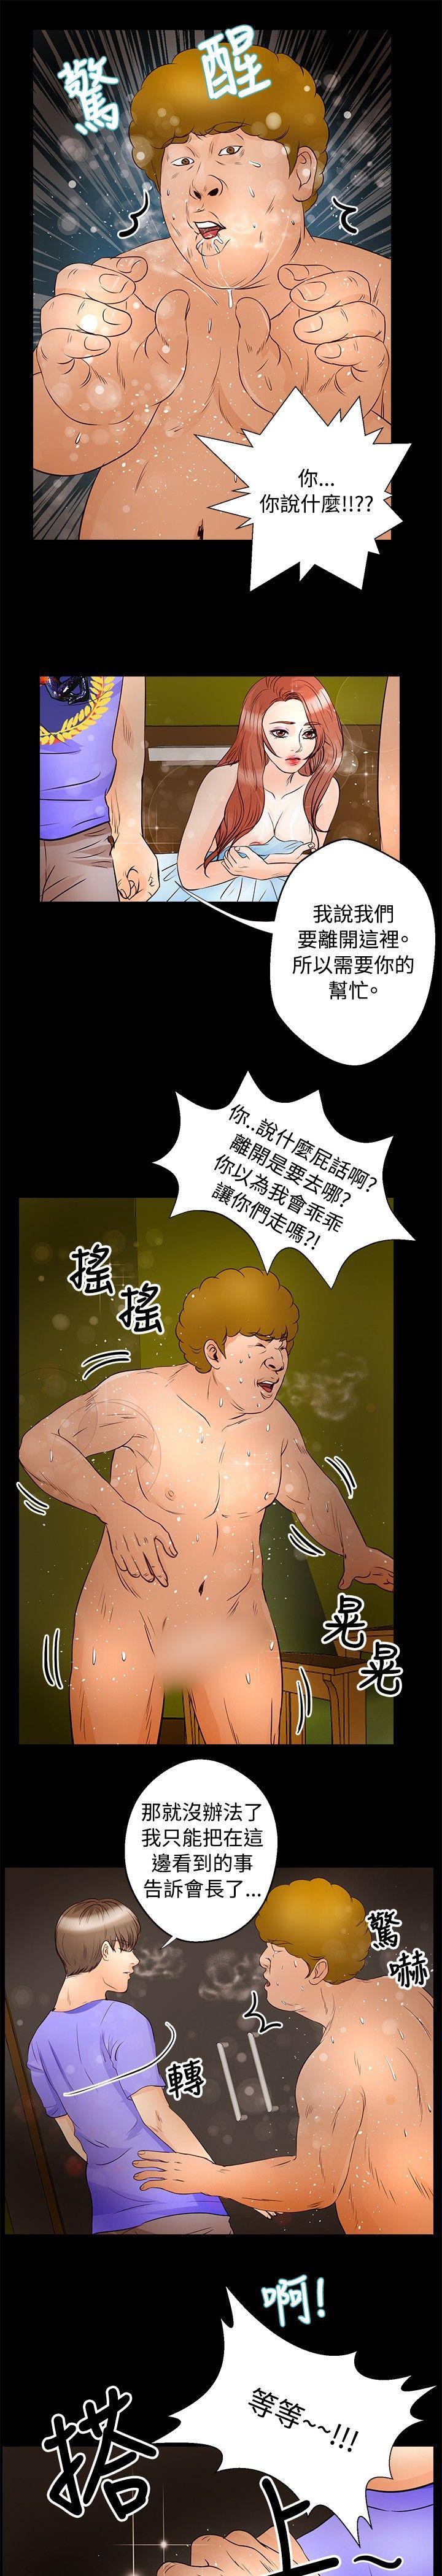 驚醒
你...
你說什麼!!??
我說我們
要離開這裡。
所以需要你的
幫忙。
你..說什麼屁話啊?
離開是要去哪?
你以為我會乖乖
讓你們走嗎?!
搖搖
晃晃
那就沒辦法了
我只能把在這
邊看到的事
告訴會長了...
驚嚇
轉
啊!
等等~~!!!
搭
上~